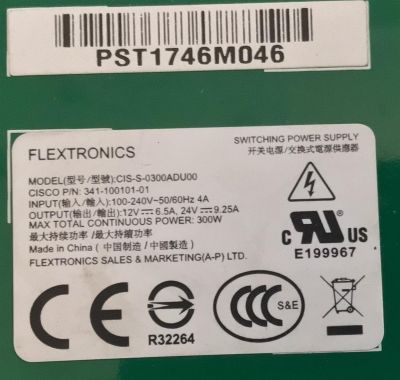 PST1746M046
FLEXTRONICS
SWITCHING POWER SUPPLY
开关电源/交換式電源供應器
MODEL(型号/型號):CIS-S-0300ADU00
CISCO P/N: 341-100101-01
INPUT(输入/輸入):100-240V~50/60Hz 4A
OUTPUT(输出/輸出):12V⎓6.5A, 24V⎓9.25A
MAX TOTAL CONTINUOUS POWER: 300W
最大持续功率 / 最大持續功率
Made in China (中国制造 / 中國製造)
FLEXTRONICS SALES & MARKETING(A-P) LTD.
c RU US
E199967
CE
R32264
CCC S&E